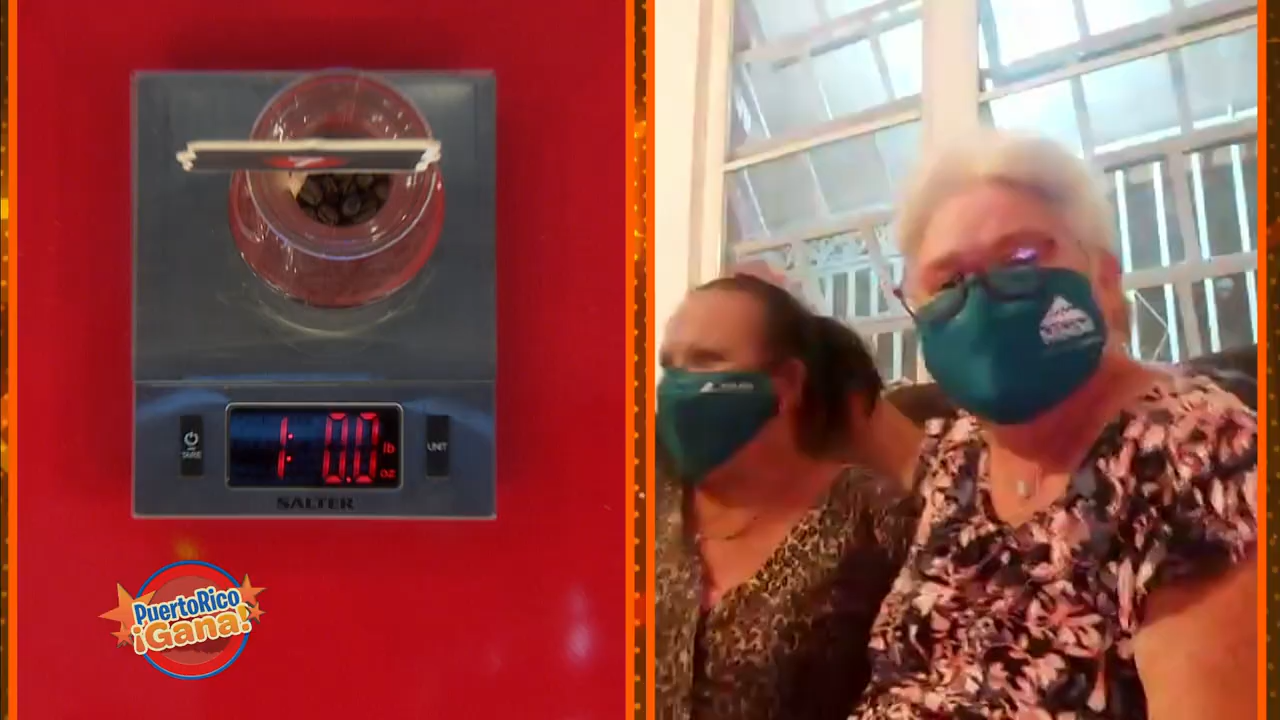 1: 0.0
lb
oz
TARE
UNIT
SALTER
PuertoRico
¡Gana!